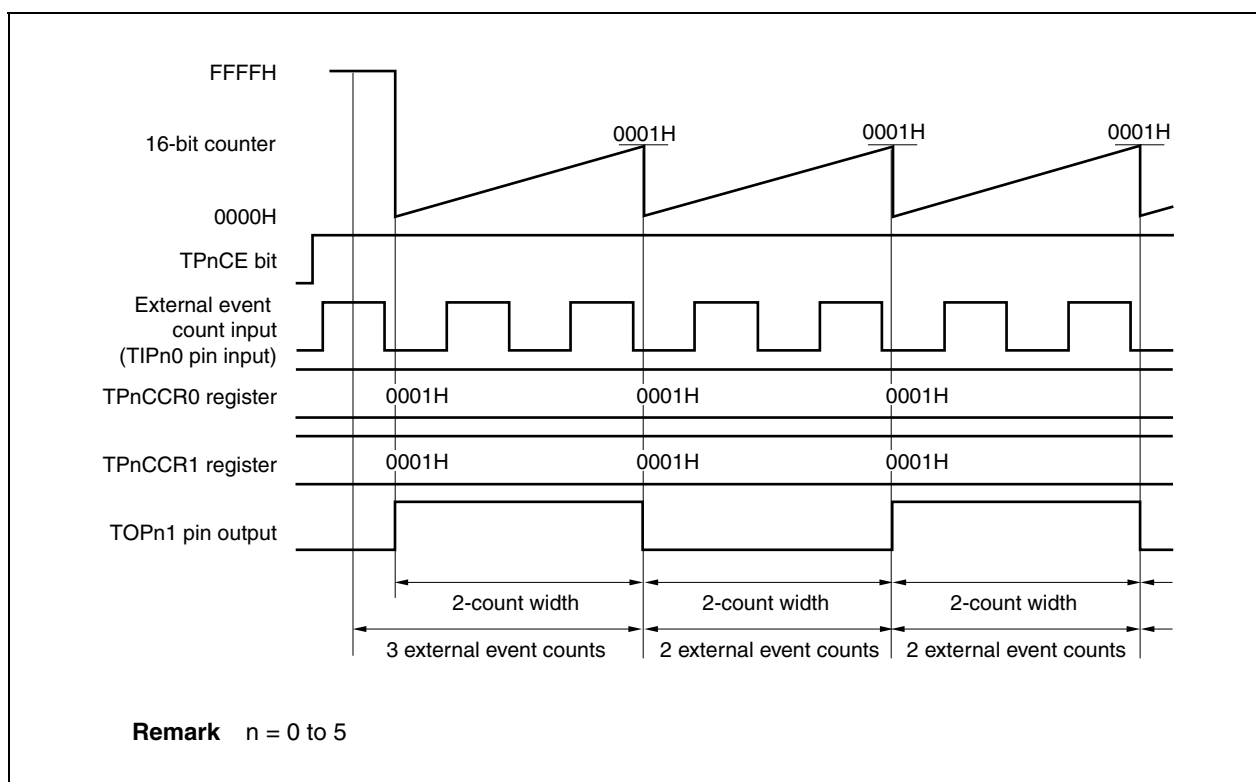 FFFFH
16-bit counter
0001H 0001H 0001H
0000H
TPnCE bit
External event
count input
(TIPn0 pin input)
TPnCCR0 register 0001H 0001H 0001H
TPnCCR1 register 0001H 0001H 0001H
TOPn1 pin output
2-count width 2-count width 2-count width
3 external event counts 2 external event counts 2 external event counts
Remark n = 0 to 5